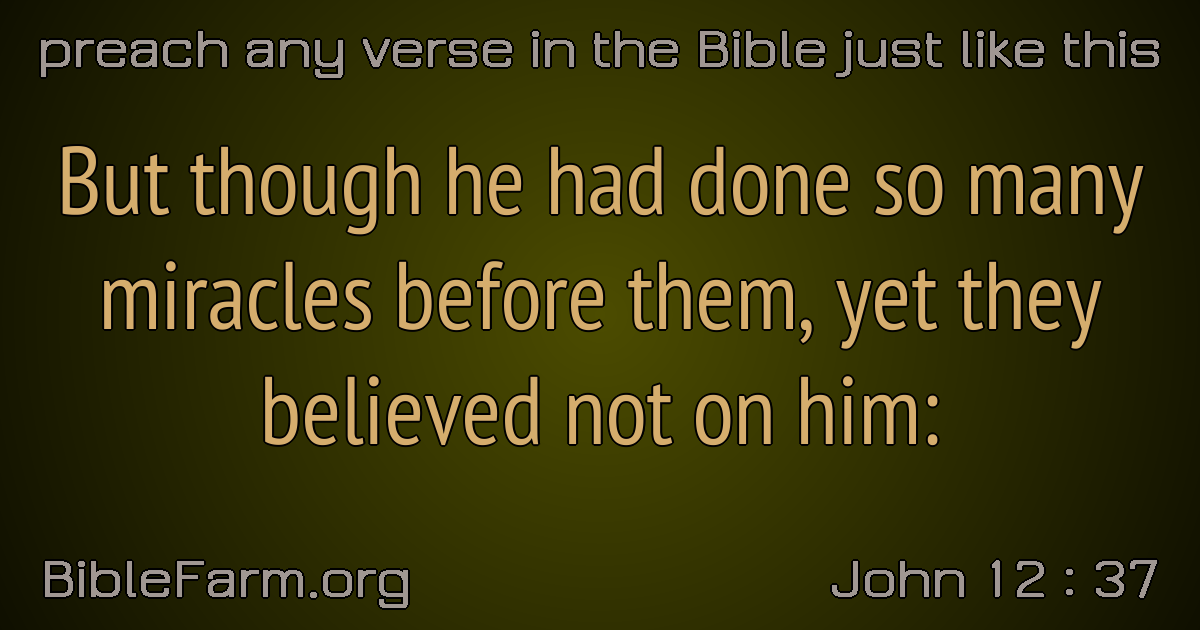 preach any verse in the Bible just like this
But though he had done so many
miracles before them, yet they
believed not on him:
BibleFarm.org
John 12 : 37